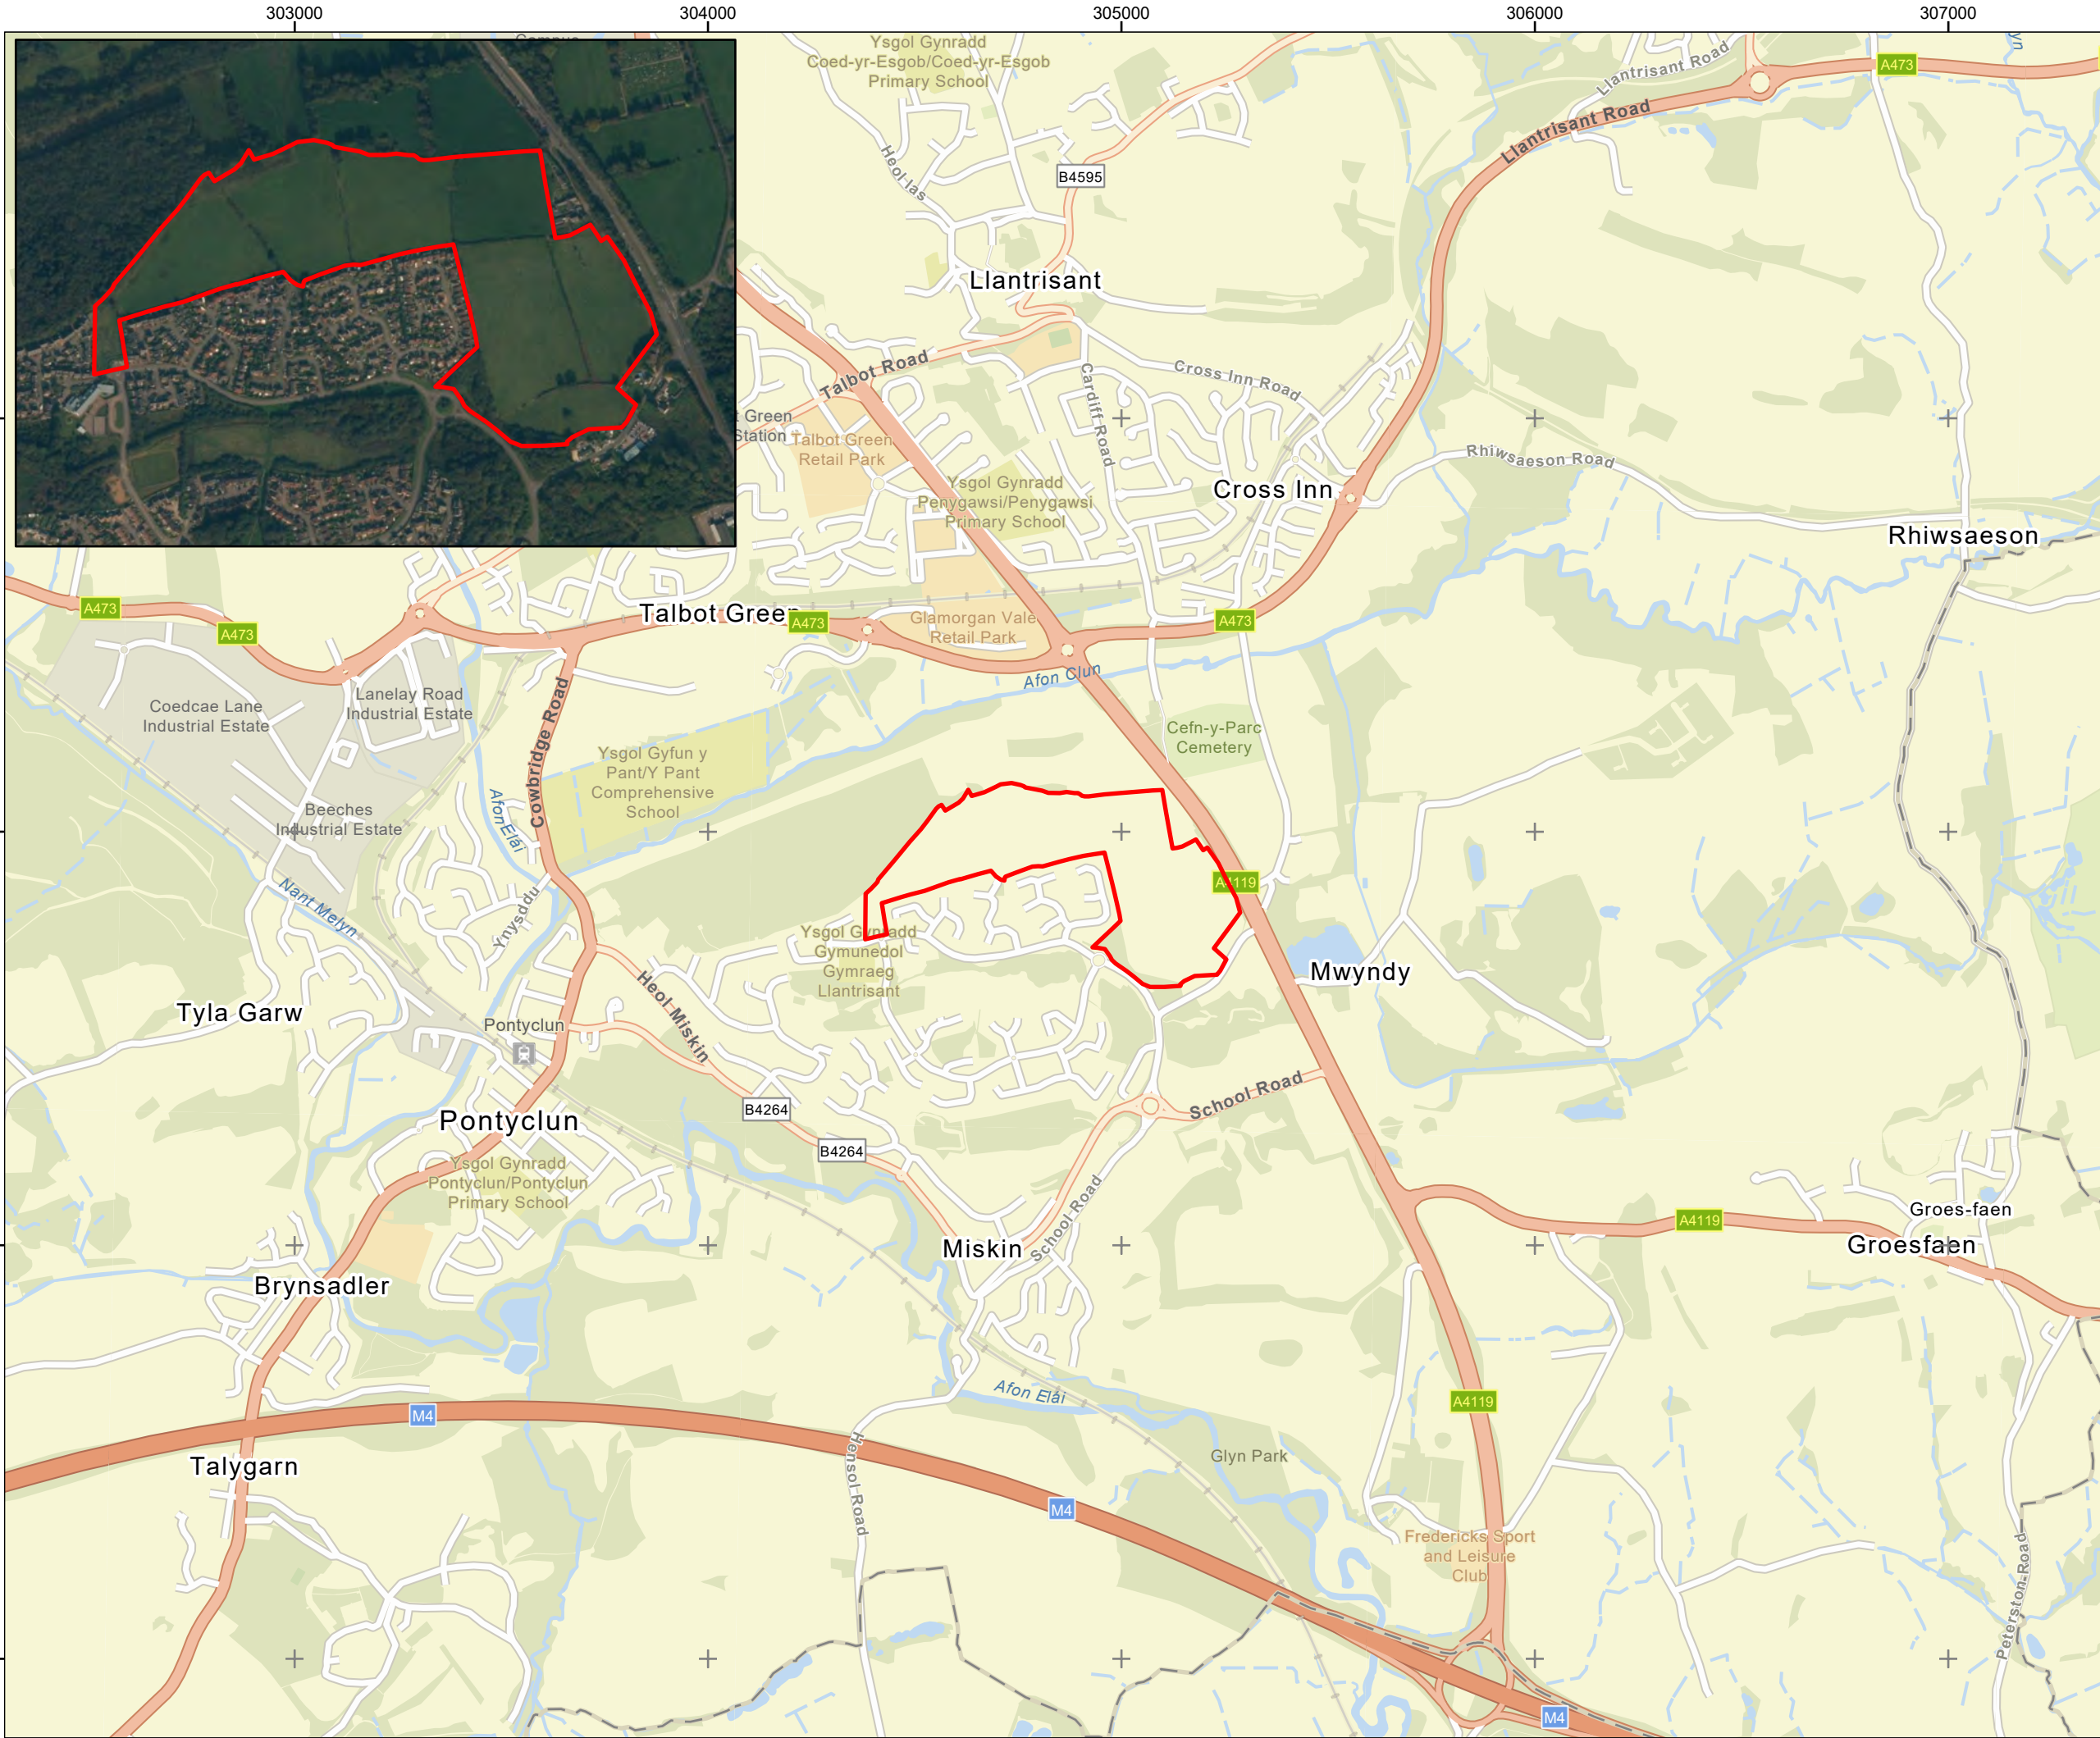 303000
304000
305000
306000
307000
Ysgol Gynradd
Coed-yr-Esgob/Coed-yr-Esgob
Primary School
Llantrisant Road
A473
Llantrisant Road
Heol las
B4595
Llantrisant
Talbot Road
Cross Inn Road
Cardiff Road
t Green
Station
Talbot Green
Retail Park
Rhiwsaeson Road
Ysgol Gynradd
Penygawsi/Penygawsi
Primary School
Cross Inn
Rhiwsaeson
A473
A473
Talbot Green
A473
Glamorgan Vale
Retail Park
A473
Afon Clun
Coedcae Lane
Industrial Estate
Lanelay Road
Industrial Estate
Cowbridge Road
Ysgol Gyfun y
Pant/Y Pant
Comprehensive
School
Cefn-y-Parc
Cemetery
Beeches
Industrial Estate
Afon Elái
A4119
Nant Melyn
Ynysddu
Ysgol Gynradd
Gymunedol
Gymraeg
Llantrisant
Heol Miskin
Mwyndy
Tyla Garw
Pontyclun
School Road
B4264
Pontyclun
B4264
Ysgol Gynradd
Pontyclun/Pontyclun
Primary School
School Road
Miskin
A4119
Groes-faen
Groesfaen
Brynsadler
Afon Elái
A4119
M4
Talygarn
Hensol Road
Glyn Park
M4
Fredericks Sport
and Leisure
Club
Peterston Road
M4